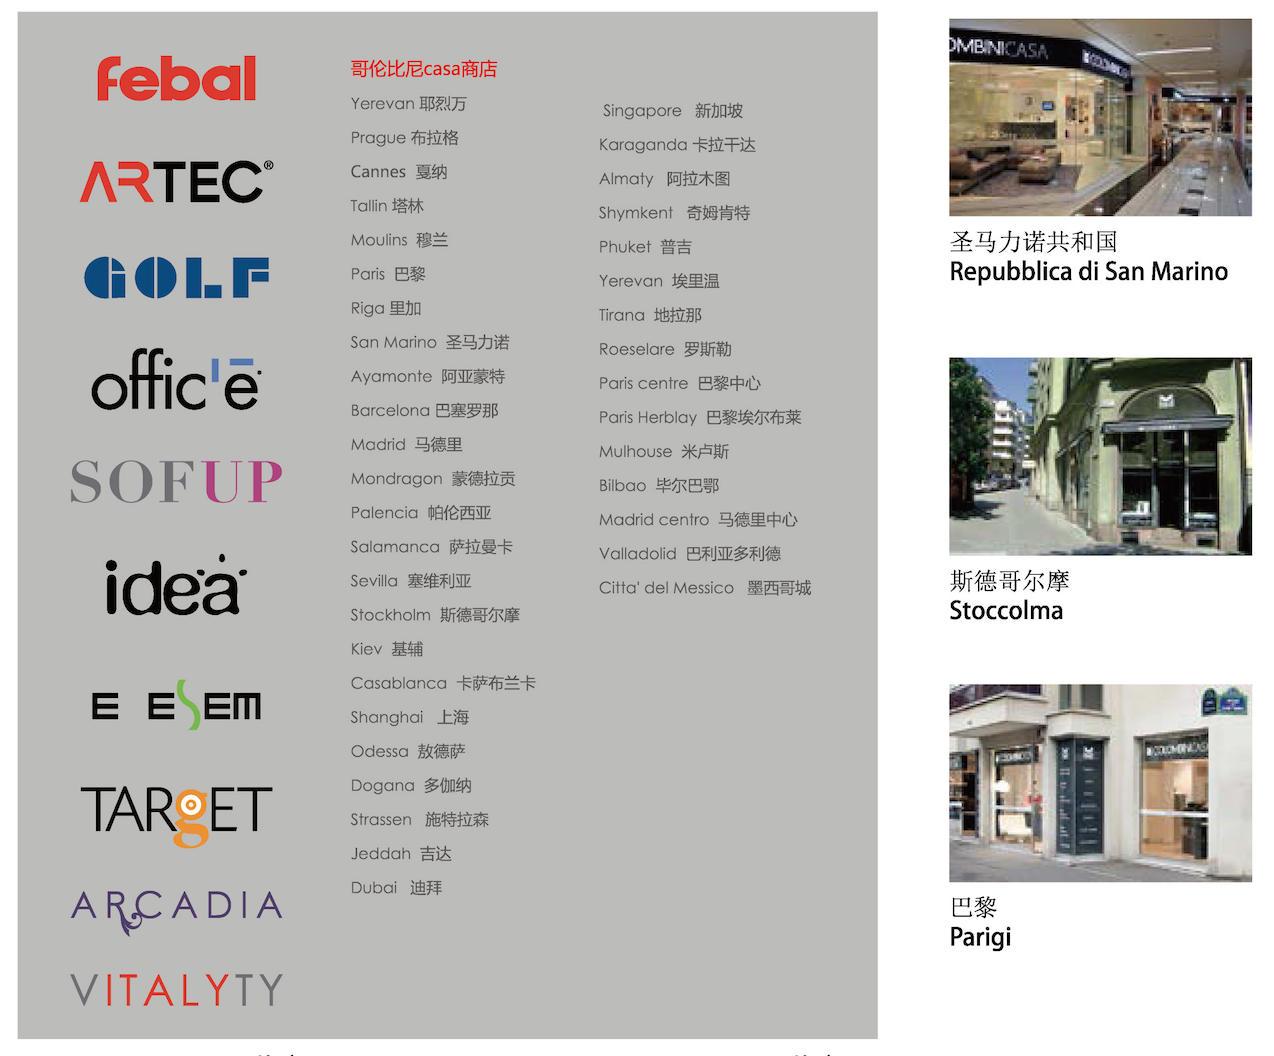 febal
ARTEC®
GOLF
office
SOFUP
idea
E ESEM
TARgET
ARCADIA
VITALYTY
哥伦比尼casa商店
Yerevan 耶烈万
Prague 布拉格
Cannes 戛纳
Tallin 塔林
Moulins 穆兰
Paris 巴黎
Riga 里加
San Marino 圣马力诺
Ayamonte 阿亚蒙特
Barcelona 巴塞罗那
Madrid 马德里
Mondragon 蒙德拉贡
Palencia 帕伦西亚
Salamanca 萨拉曼卡
Sevilla 塞维利亚
Stockholm 斯德哥尔摩
Kiev 基辅
Casablanca 卡萨布兰卡
Shanghai 上海
Odessa 敖德萨
Dogana 多伽纳
Strassen 施特拉森
Jeddah 吉达
Dubai 迪拜
Singapore 新加坡
Karaganda 卡拉干达
Almaty 阿拉木图
Shymkent 奇姆肯特
Phuket 普吉
Yerevan 埃里温
Tirana 地拉那
Roeselare 罗斯勒
Paris centre 巴黎中心
Paris Herblay 巴黎埃尔布莱
Mulhouse 米卢斯
Bilbao 毕尔巴鄂
Madrid centro 马德里中心
Valladolid 巴利亚多利德
Citta' del Messico 墨西哥城
OMBINICASA
圣马力诺共和国
Repubblica di San Marino
斯德哥尔摩
Stoccolma
COLOMBINICASA
巴黎
Parigi